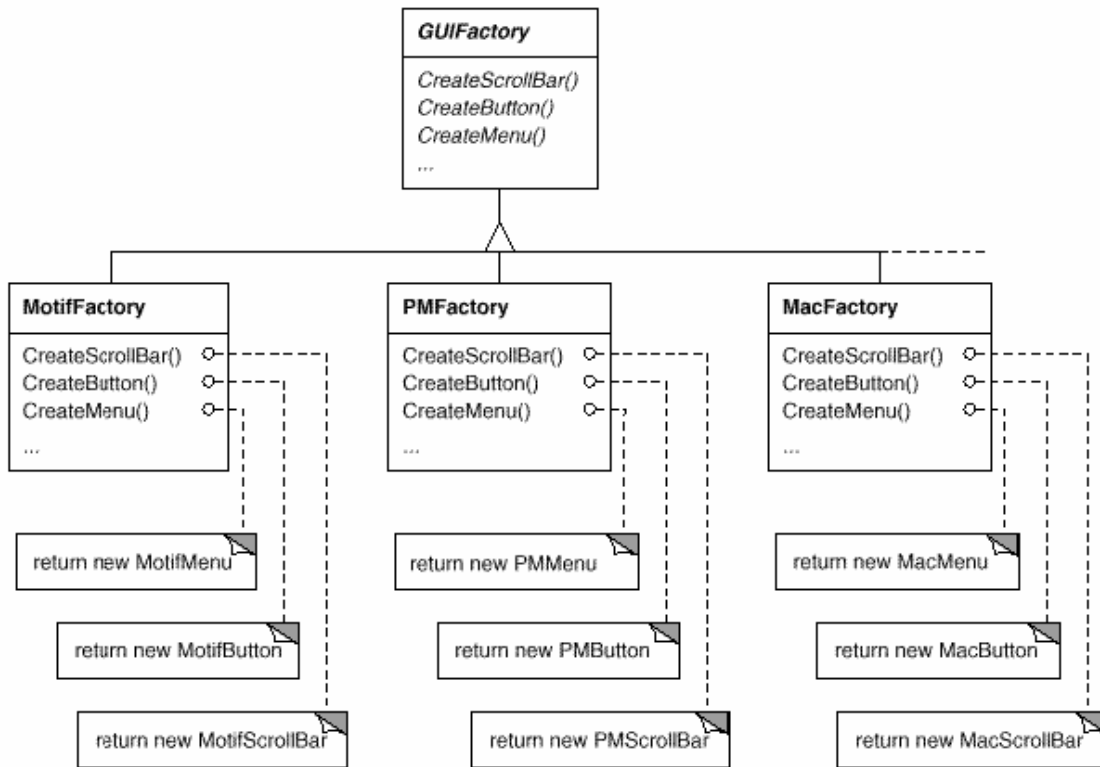 GUIFactory
CreateScrollBar()
CreateButton()
CreateMenu()
...
MotifFactory
CreateScrollBar()
CreateButton()
CreateMenu()
...
PMFactory
CreateScrollBar()
CreateButton()
CreateMenu()
...
MacFactory
CreateScrollBar()
CreateButton()
CreateMenu()
...
return new MotifMenu
return new PMMenu
return new MacMenu
return new MotifButton
return new PMButton
return new MacButton
return new MotifScrollBar
return new PMScrollBar
return new MacScrollBar